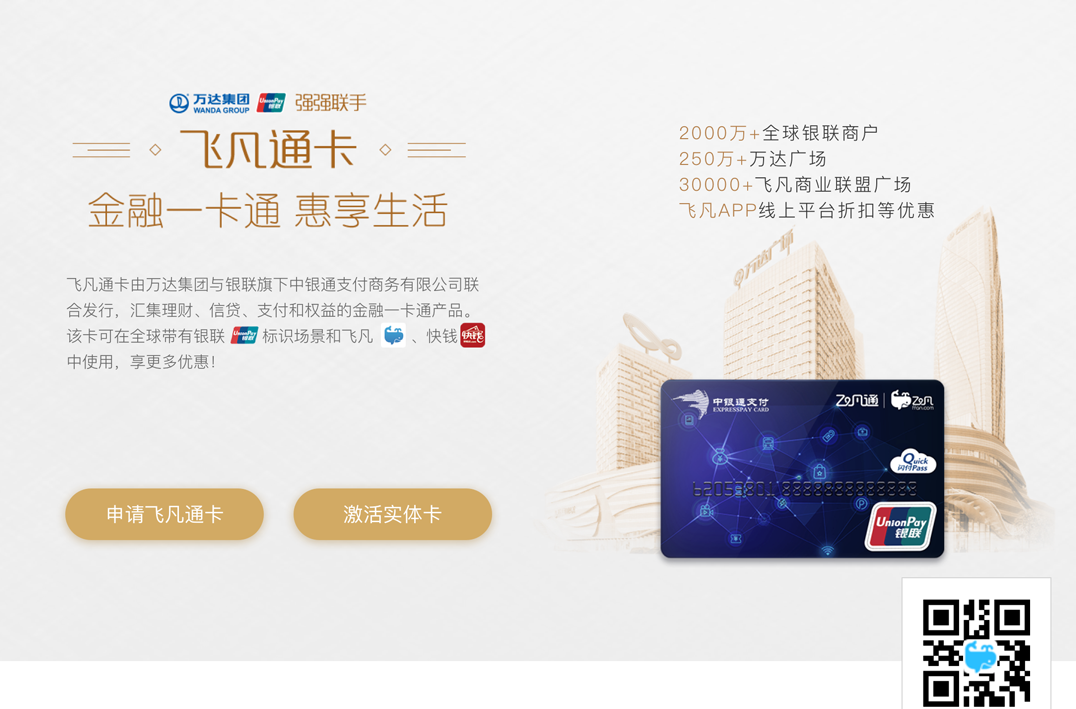 万达集团 WANDA GROUP UnionPay 银联 强强联手
飞凡通卡
金融一卡通 惠享生活
飞凡通卡由万达集团与银联旗下中银通支付商务有限公司联
合发行，汇集理财、信贷、支付和权益的金融一卡通产品。
该卡可在全球带有银联 UnionPay 银联 标识场景和飞凡 、快钱 快钱
中使用，享更多优惠！
申请飞凡通卡
激活实体卡
2000万+全球银联商户
250万+万达广场
30000+飞凡商业联盟广场
飞凡APP线上平台折扣等优惠
万达广场
中银通支付
EXPRESSPAY CARD
飞凡通 飞凡
ffan.com
Quick
闪付Pass
UnionPay
银联